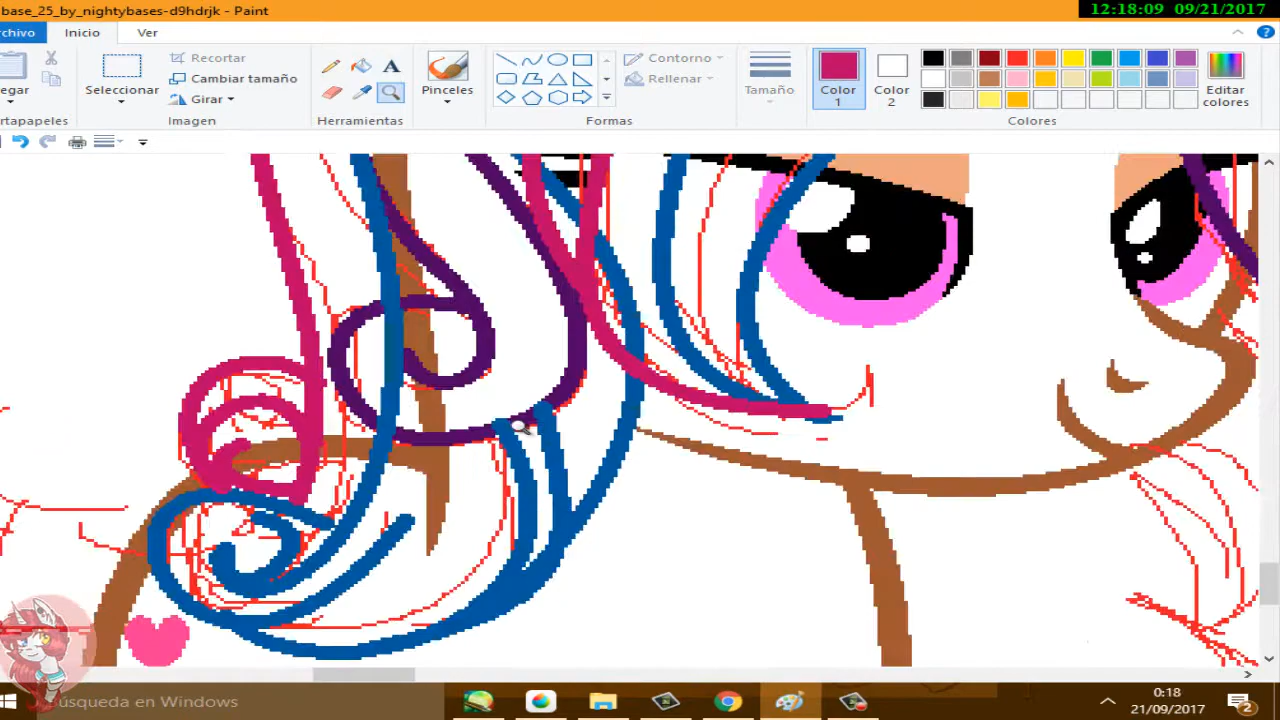 base_25_by_nightybases-d9hdrjk - Paint
12:18:09 09/21/2017
rchivo
Inicio
Ver
egar
Seleccionar
Recortar
Cambiar tamaño
Girar
Pinceles
Contorno
Rellenar
Tamaño
Color
1
Color
2
Editar
colores
rtapapeles
Imagen
Herramientas
Formas
Colores
Búsqueda en Windows
0:18
21/09/2017
2